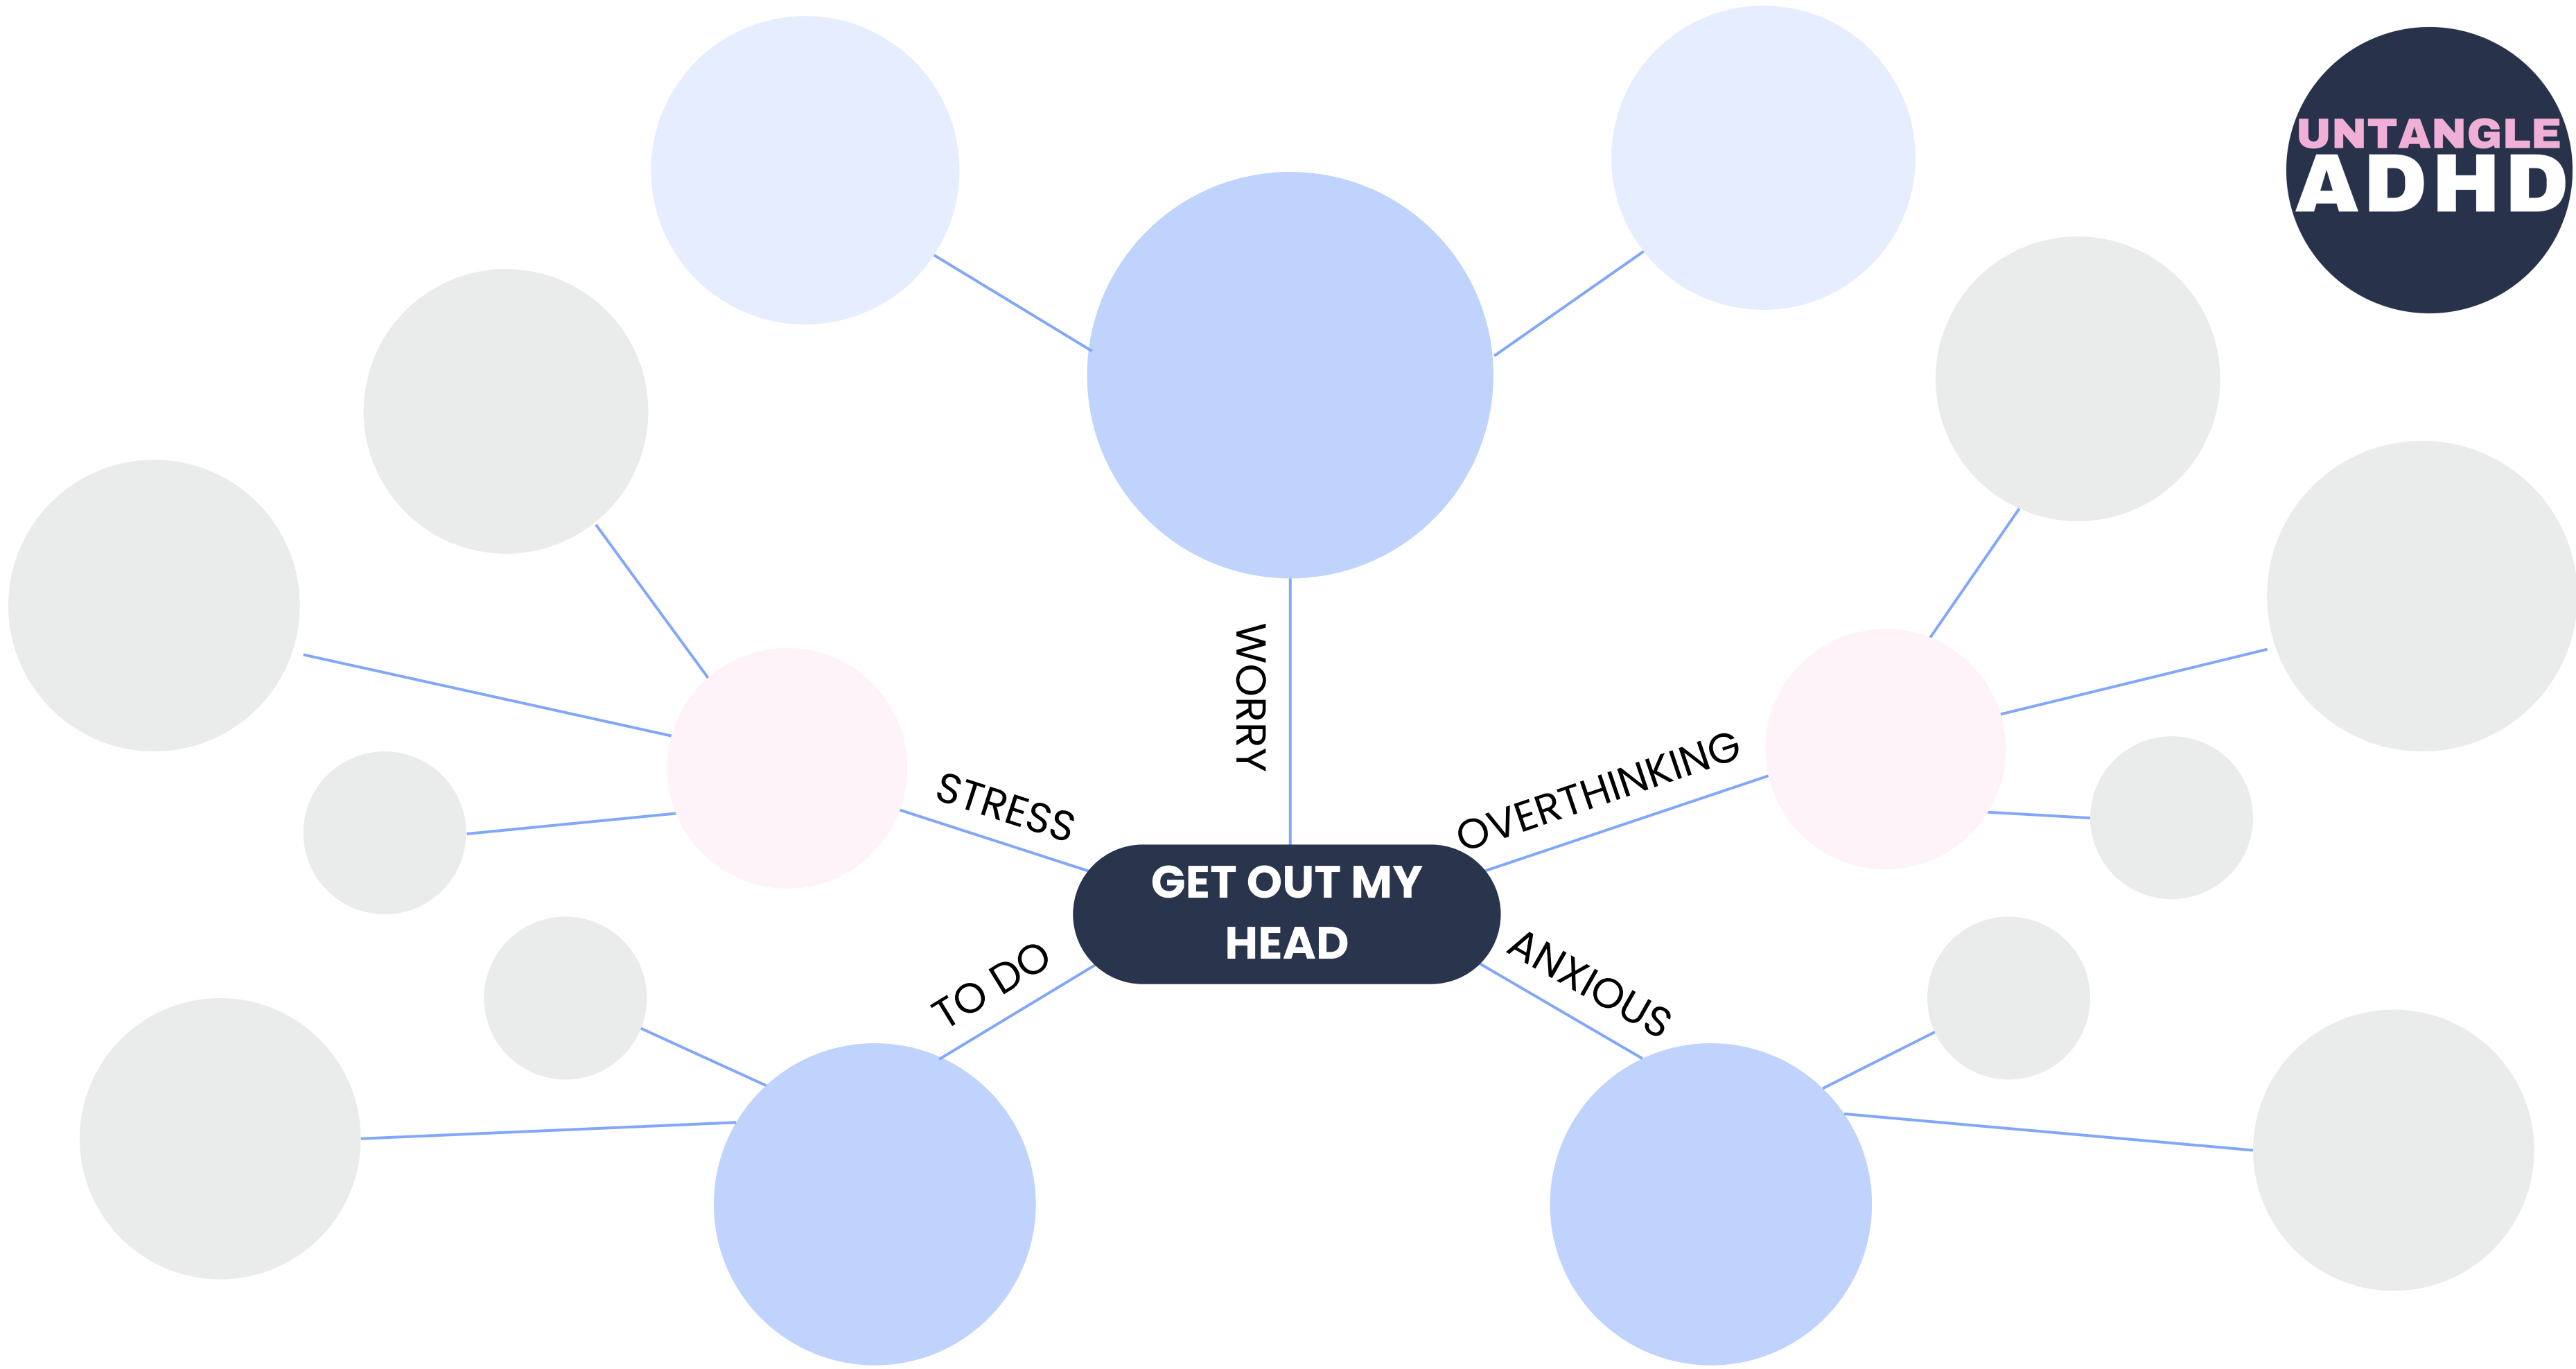 UNTANGLE
ADHD
WORRY
STRESS
OVERTHINKING
GET OUT MY
HEAD
TO DO
ANXIOUS